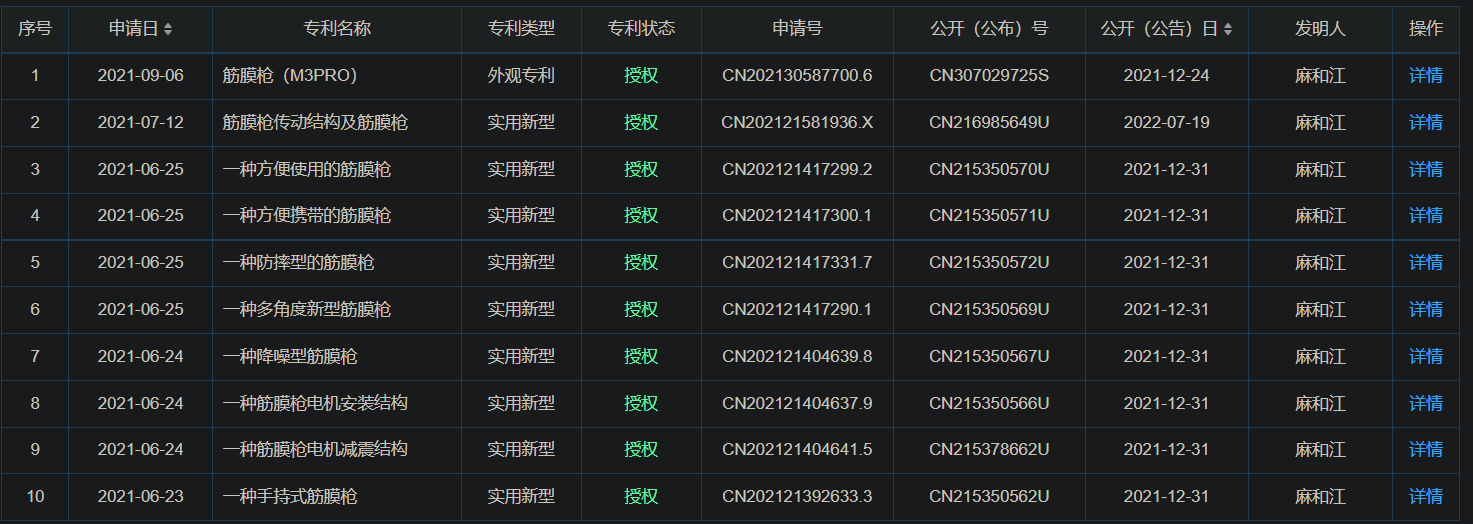 序号 申请日 专利名称 专利类型 专利状态 申请号 公开（公布）号 公开（公告）日 发明人 操作
1 2021-09-06 筋膜枪（M3PRO） 外观专利 授权 CN202130587700.6 CN307029725S 2021-12-24 麻和江 详情
2 2021-07-12 筋膜枪传动结构及筋膜枪 实用新型 授权 CN202121581936.X CN216985649U 2022-07-19 麻和江 详情
3 2021-06-25 一种方便使用的筋膜枪 实用新型 授权 CN202121417299.2 CN215350570U 2021-12-31 麻和江 详情
4 2021-06-25 一种方便携带的筋膜枪 实用新型 授权 CN202121417300.1 CN215350571U 2021-12-31 麻和江 详情
5 2021-06-25 一种防摔型的筋膜枪 实用新型 授权 CN202121417331.7 CN215350572U 2021-12-31 麻和江 详情
6 2021-06-25 一种多角度新型筋膜枪 实用新型 授权 CN202121417290.1 CN215350569U 2021-12-31 麻和江 详情
7 2021-06-24 一种降噪型筋膜枪 实用新型 授权 CN202121404639.8 CN215350567U 2021-12-31 麻和江 详情
8 2021-06-24 一种筋膜枪电机安装结构 实用新型 授权 CN202121404637.9 CN215350566U 2021-12-31 麻和江 详情
9 2021-06-24 一种筋膜枪电机减震结构 实用新型 授权 CN202121404641.5 CN215378662U 2021-12-31 麻和江 详情
10 2021-06-23 一种手持式筋膜枪 实用新型 授权 CN202121392633.3 CN215350562U 2021-12-31 麻和江 详情